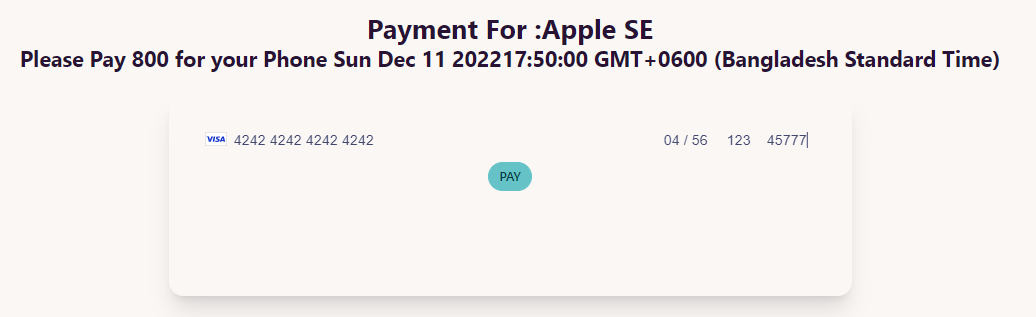 Payment For :Apple SE
Please Pay 800 for your Phone Sun Dec 11 202217:50:00 GMT+0600 (Bangladesh Standard Time)
VISA 4242 4242 4242 4242 04 / 56 123 45777
PAY